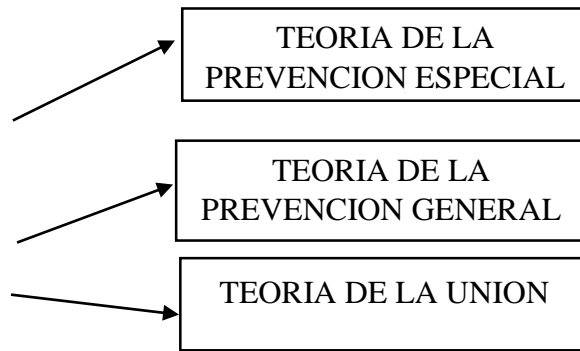 TEORIA DE LA
PREVENCION ESPECIAL
TEORIA DE LA
PREVENCION GENERAL
TEORIA DE LA UNION